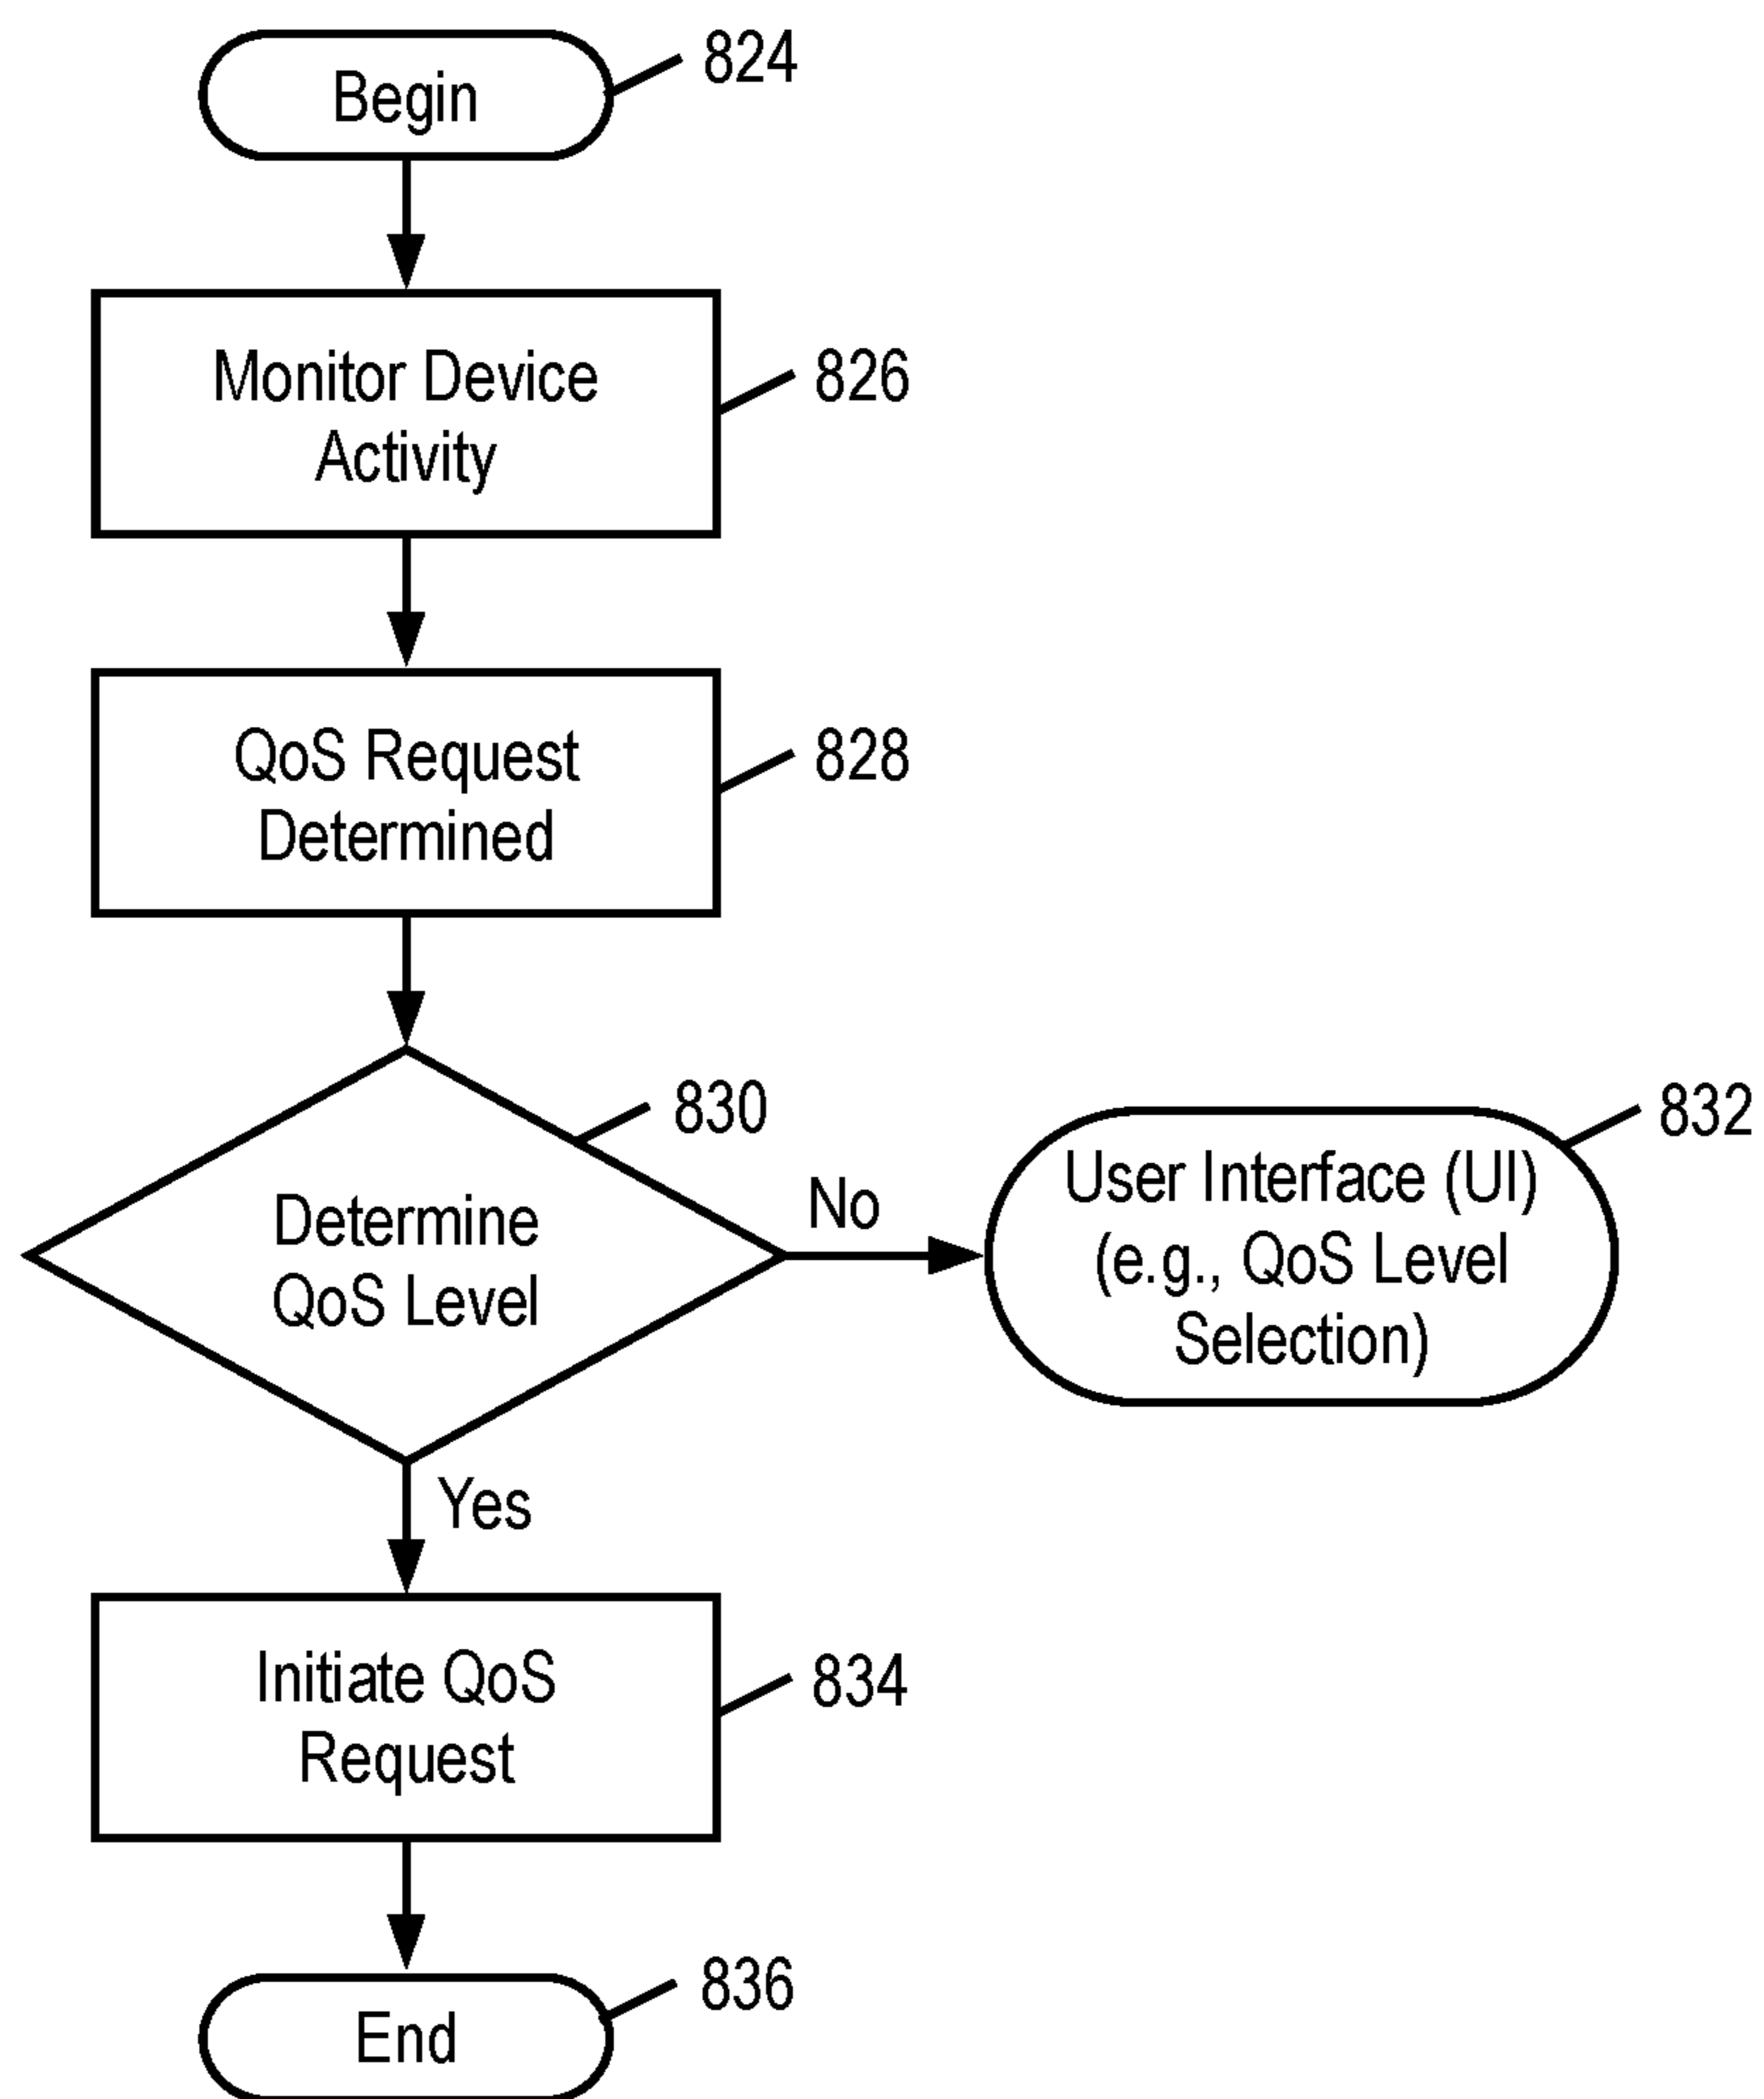 Begin
824
Monitor Device
Activity
826
QoS Request
Determined
828
830
Determine
QoS Level
No
832
User Interface (UI)
(e.g., QoS Level
Selection)
Yes
Initiate QoS
Request
834
End
836